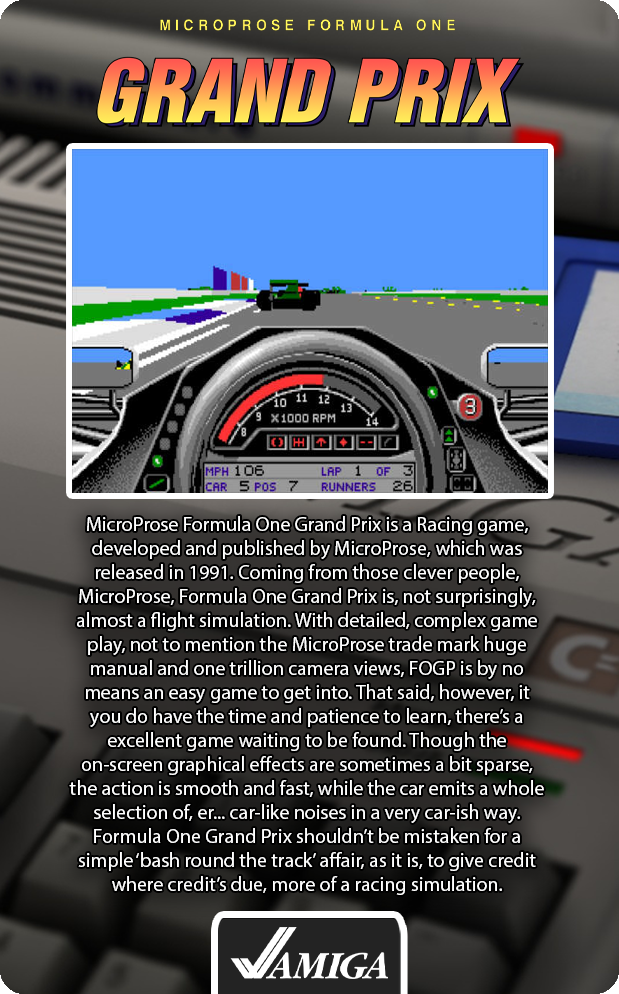 MICROPROSE FORMULA ONE
GRAND PRIX
8 9 10 11 12 13 14
X1000 RPM
3
MPH 106 LAP 1 OF 3
CAR 5 POS 7 RUNNERS 26
MicroProse Formula One Grand Prix is a Racing game,
developed and published by MicroProse, which was
released in 1991. Coming from those clever people,
MicroProse, Formula One Grand Prix is, not surprisingly,
almost a flight simulation. With detailed, complex game
play, not to mention the MicroProse trade mark huge
manual and one trillion camera views, FOGP is by no
means an easy game to get into. That said, however, it
you do have the time and patience to learn, there's a
excellent game waiting to be found. Though the
on-screen graphical effects are sometimes a bit sparse,
the action is smooth and fast, while the car emits a whole
selection of, er... car-like noises in a very car-ish way.
Formula One Grand Prix shouldn't be mistaken for a
simple 'bash round the track' affair, as it is, to give credit
where credit's due, more of a racing simulation.
AMIGA